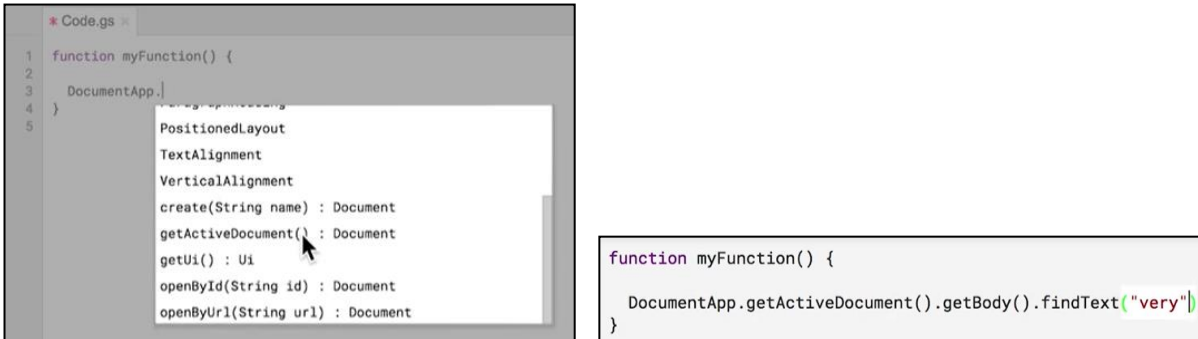 * Code.gs ×
1 function myFunction() {
2
3 DocumentApp.
4 }
5
PositionedLayout
TextAlignment
VerticalAlignment
create(String name) : Document
getActiveDocument() : Document
getUi() : Ui
openById(String id) : Document
openByUrl(String url) : Document
function myFunction() {
DocumentApp.getActiveDocument().getBody().findText("very")
}